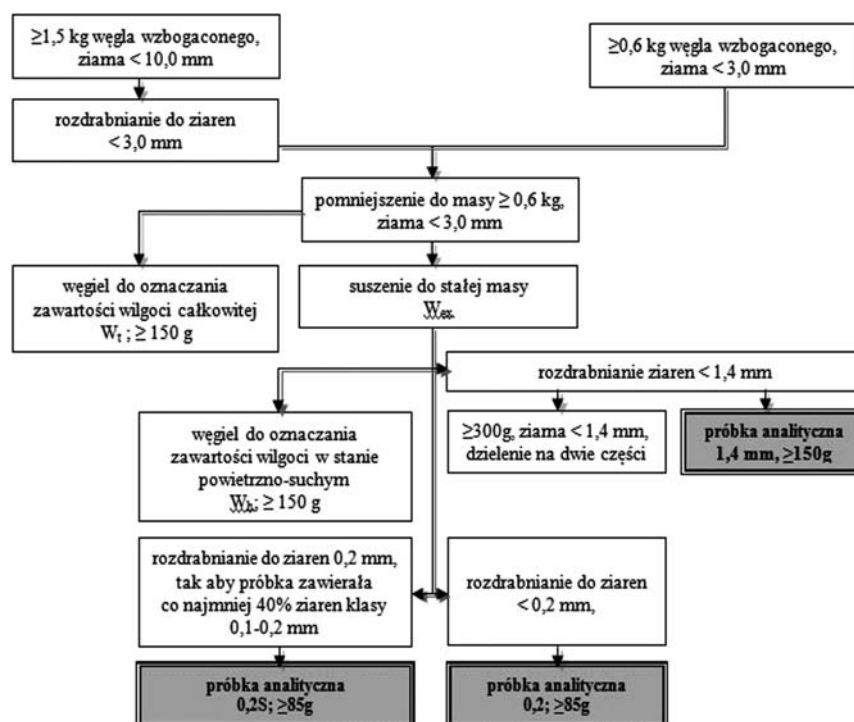 ≥1,5 kg węgla wzbogaconego,
ziarna < 10,0 mm
≥0,6 kg węgla wzbogaconego,
ziarna < 3,0 mm
rozdrabnianie do ziaren
< 3,0 mm
pomniejszenie do masy ≥ 0,6 kg,
ziarna < 3,0 mm
węgiel do oznaczania
zawartości wilgoci całkowitej
Wt ; ≥ 150 g
suszenie do stałej masy
Wex.
rozdrabnianie ziaren < 1,4 mm
węgiel do oznaczania
zawartości wilgoci w stanie
powietrzno-suchym
Wh; ≥ 150 g
≥300g, ziarna < 1,4 mm,
dzielenie na dwie części
próbka analityczna
1,4 mm, ≥150g
rozdrabnianie do ziaren 0,2 mm,
tak aby próbka zawierała
co najmniej 40% ziaren klasy
0,1-0,2 mm
rozdrabnianie do ziaren
< 0,2 mm,
próbka analityczna
0,2S; ≥85g
próbka analityczna
0,2; ≥85g